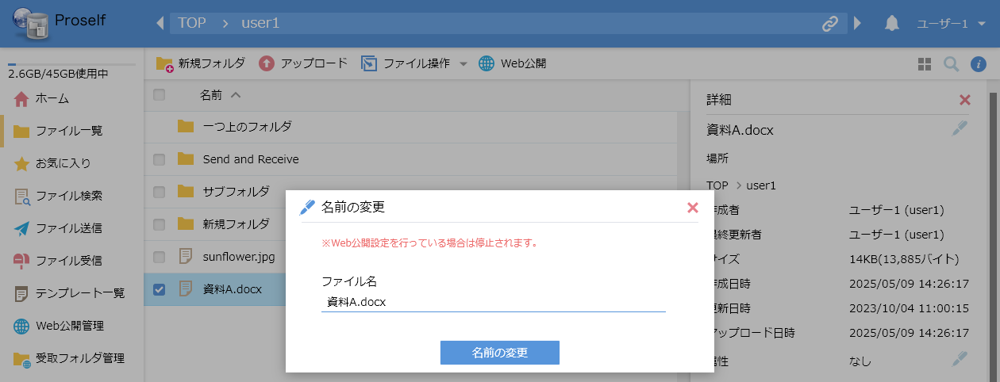 Proself
TOP > user1
ユーザー1
2.6GB/45GB使用中
ホーム
ファイル一覧
お気に入り
ファイル検索
ファイル送信
ファイル受信
テンプレート一覧
Web公開管理
受取フォルダ管理
新規フォルダ
アップロード
ファイル操作
Web公開
名前
一つ上のフォルダ
Send and Receive
サブフォルダ
新規フォルダ
sunflower.jpg
資料A.docx
名前の変更
※Web公開設定を行っている場合は停止されます。
ファイル名
資料A.docx
名前の変更
詳細
資料A.docx
場所
TOP > user1
作成者 ユーザー1 (user1)
最終更新者 ユーザー1 (user1)
サイズ 14KB(13,885バイト)
作成日時 2025/05/09 14:26:17
更新日時 2023/10/04 11:00:15
アップロード日時 2025/05/09 14:26:17
属性 なし